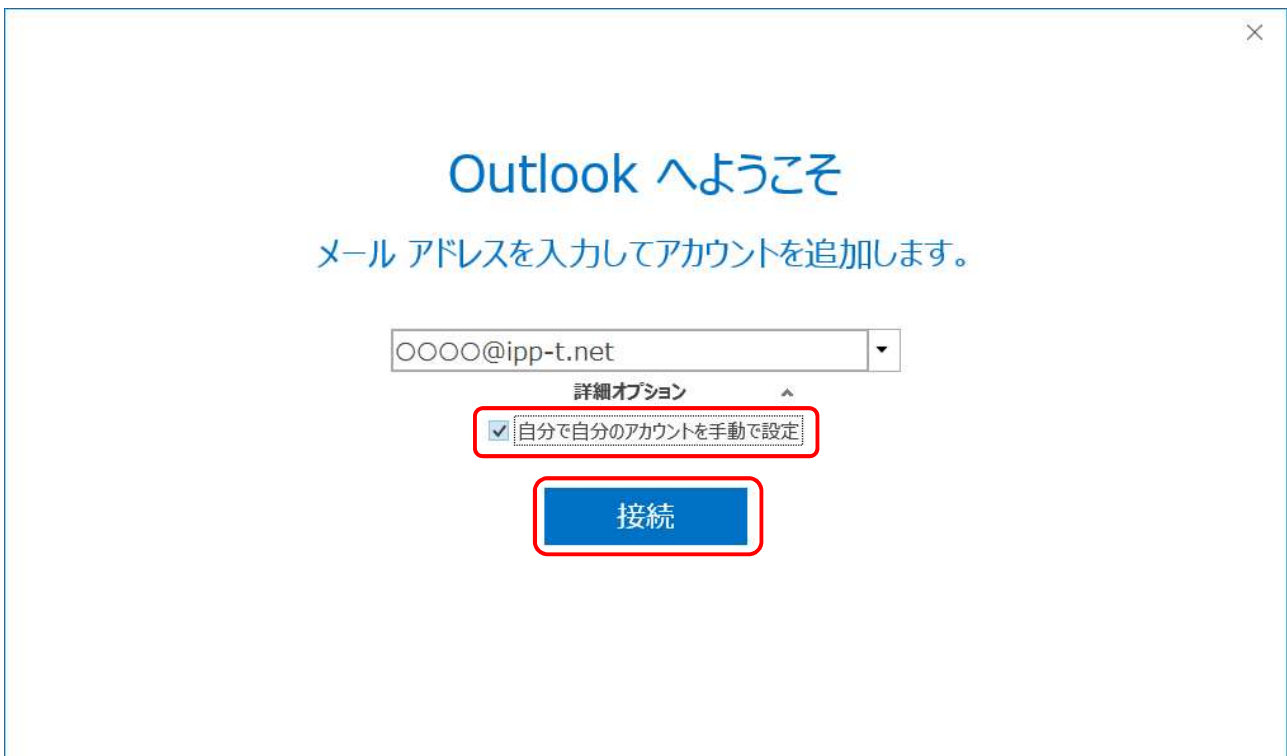 Outlook へようこそ
メール アドレスを入力してアカウントを追加します。
○○○○@ipp-t.net
詳細オプション
自分で自分のアカウントを手動で設定
接続